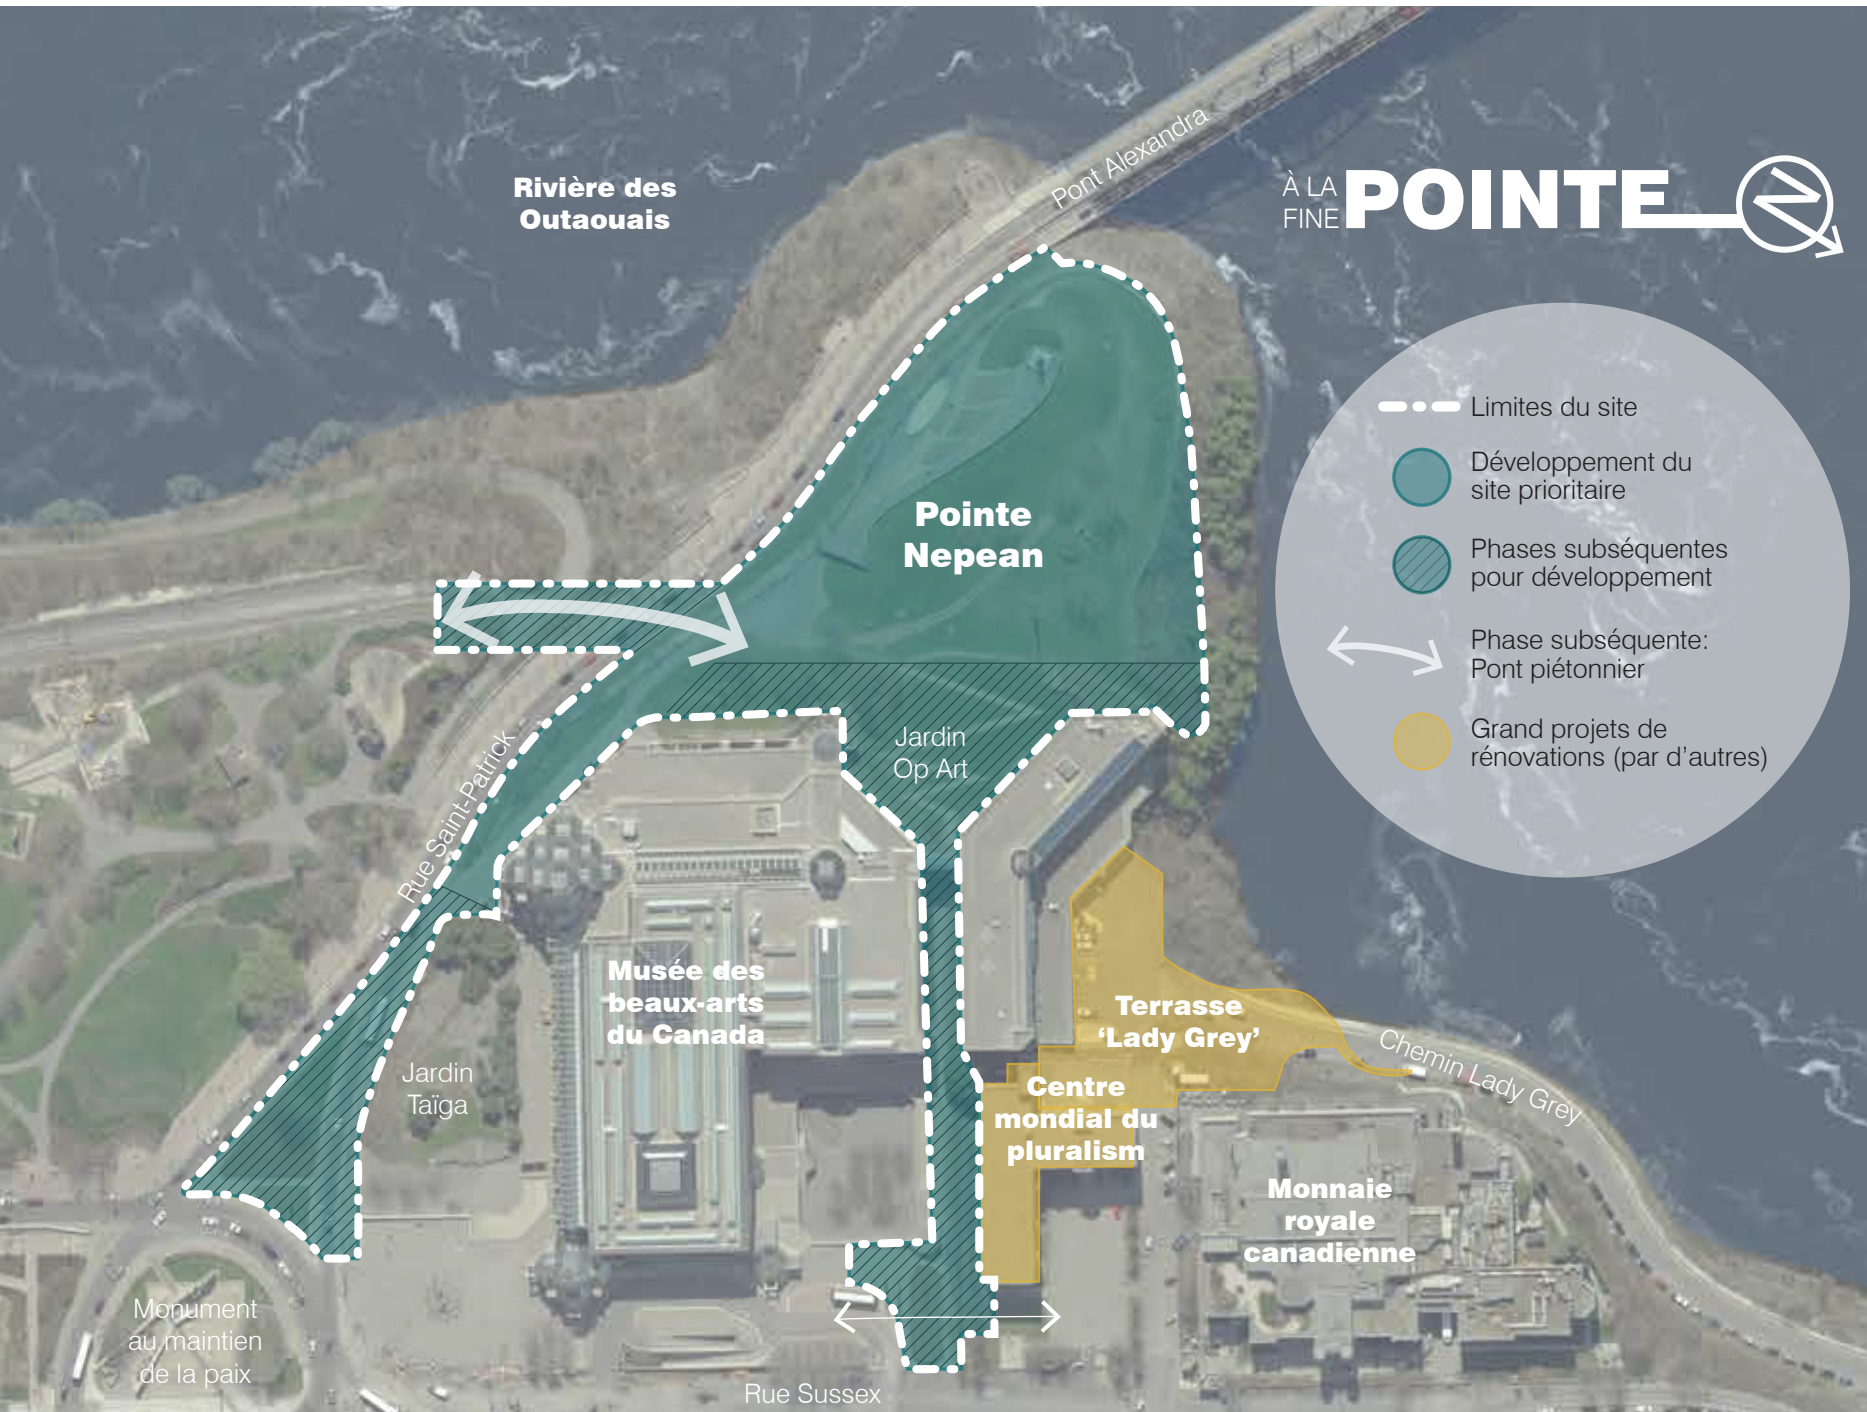 Rivière des
Outaouais
Pont Alexandra
À LA
FINE
POINTE
N
Limites du site
Développement du
site prioritaire
Phases subséquentes
pour développement
Phase subséquente:
Pont piétonnier
Grand projets de
rénovations (par d'autres)
Pointe
Nepean
Jardin
Op Art
Rue Saint-Patrick
Musée des
beaux-arts
du Canada
Jardin
Taïga
Terrasse
‘Lady Grey’
Chemin Lady Grey
Centre
mondial du
pluralism
Monnaie
royale
canadienne
Monument
au maintien
de la paix
Rue Sussex